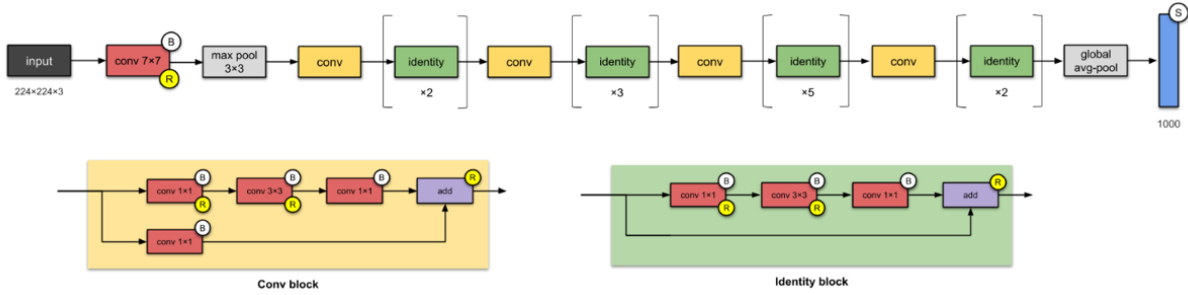 input
224×224×3
conv 7×7
B
R
max pool
3×3
conv
identity
×2
conv
identity
×3
conv
identity
×5
conv
identity
×2
global
avg-pool
S
1000
conv 1×1
B
R
conv 3×3
B
R
conv 1×1
B
add
R
conv 1×1
B
Conv block
conv 1×1
B
R
conv 3×3
B
R
conv 1×1
B
add
R
Identity block